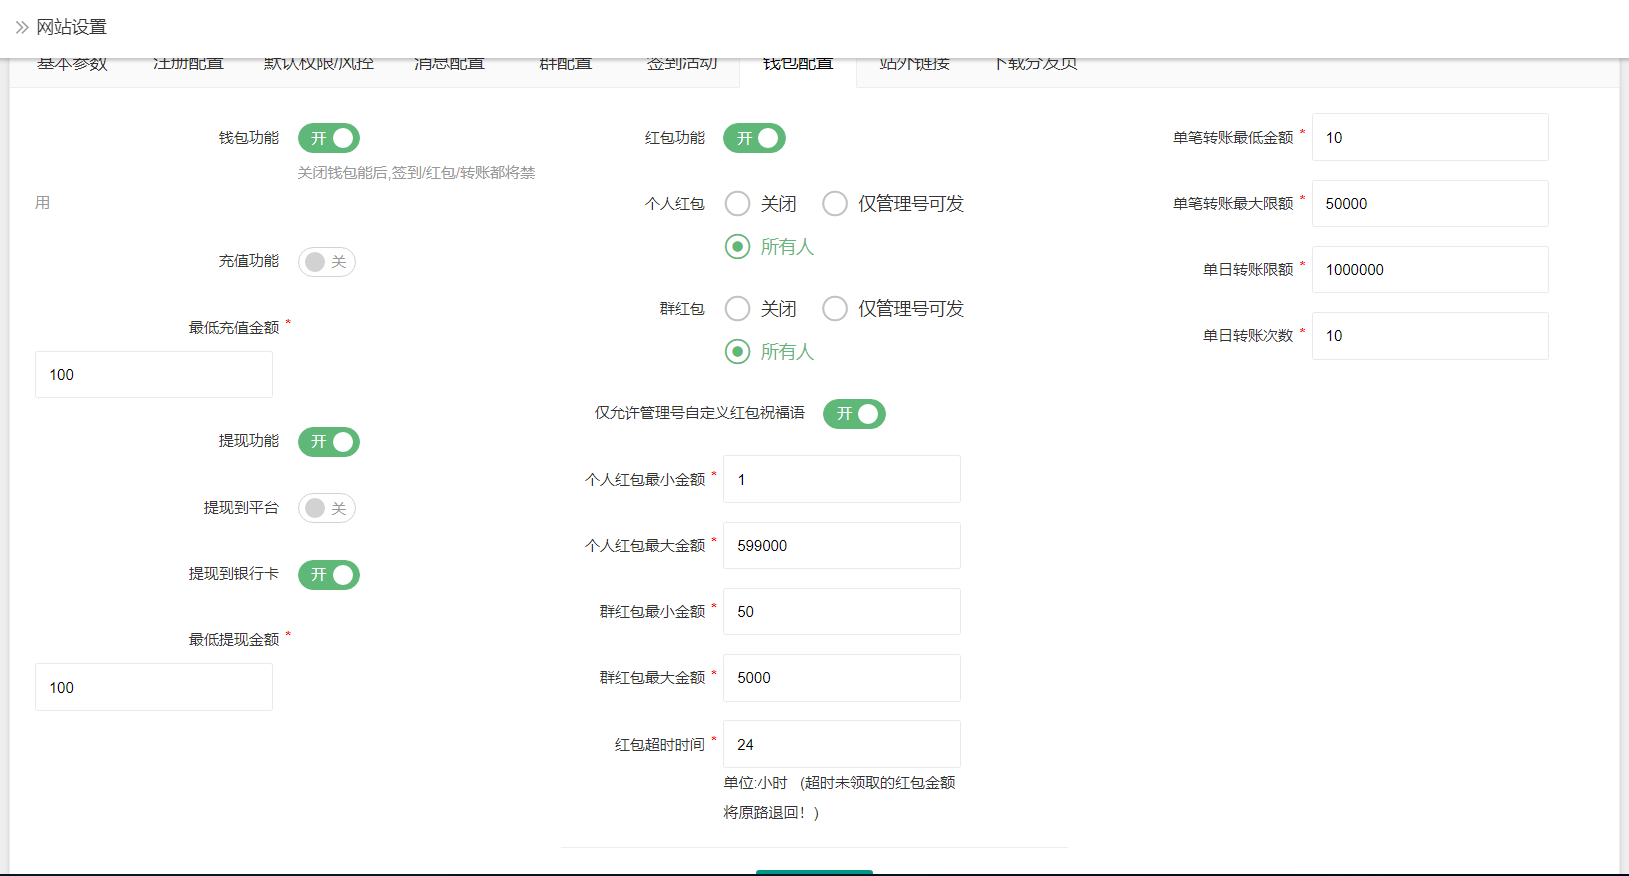 网站设置
基本参数 注册配置 默认权限/风控 消息配置 群配置 签到活动 钱包配置 站外链接 下载分发页
钱包功能 开
关闭钱包能后,签到/红包/转账都将禁
用
充值功能 关
最低充值金额 *
100
提现功能 开
提现到平台 关
提现到银行卡 开
最低提现金额 *
100
红包功能 开
个人红包 关闭 仅管理号可发
所有人
群红包 关闭 仅管理号可发
所有人
仅允许管理号自定义红包祝福语 开
个人红包最小金额 * 1
个人红包最大金额 * 599000
群红包最小金额 * 50
群红包最大金额 * 5000
红包超时时间 * 24
单位:小时 (超时未领取的红包金额
将原路退回！)
单笔转账最低金额 * 10
单笔转账最大限额 * 50000
单日转账限额 * 1000000
单日转账次数 * 10